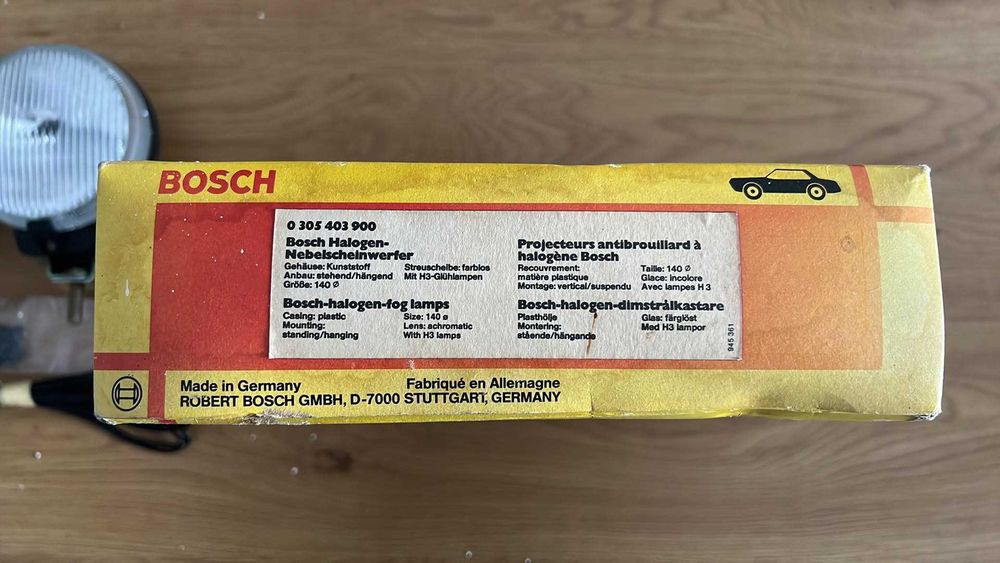 BOSCH
0 305 403 900
Bosch Halogen-
Nebelscheinwerfer
Gehäuse: Kunststoff Streuscheibe: farblos
Anbau: stehend/hängend Mit H3-Glühlampen
Größe: 140 Ø
Projecteurs antibrouillard à
halogène Bosch
Recouvrement: Taille: 140 Ø
matière plastique Glace: incolore
Montage: vertical/suspendu Avec lampes H 3
Bosch-halogen-fog lamps
Casing: plastic Size: 140 ø
Mounting: Lens: achromatic
standing/hanging With H3 lamps
Bosch-halogen-dimstrålkastare
Plasthölje Glas: färglöst
Montering: Med H3 lampor
stående/hängande
945 361
Made in Germany Fabriqué en Allemagne
ROBERT BOSCH GMBH, D-7000 STUTTGART, GERMANY